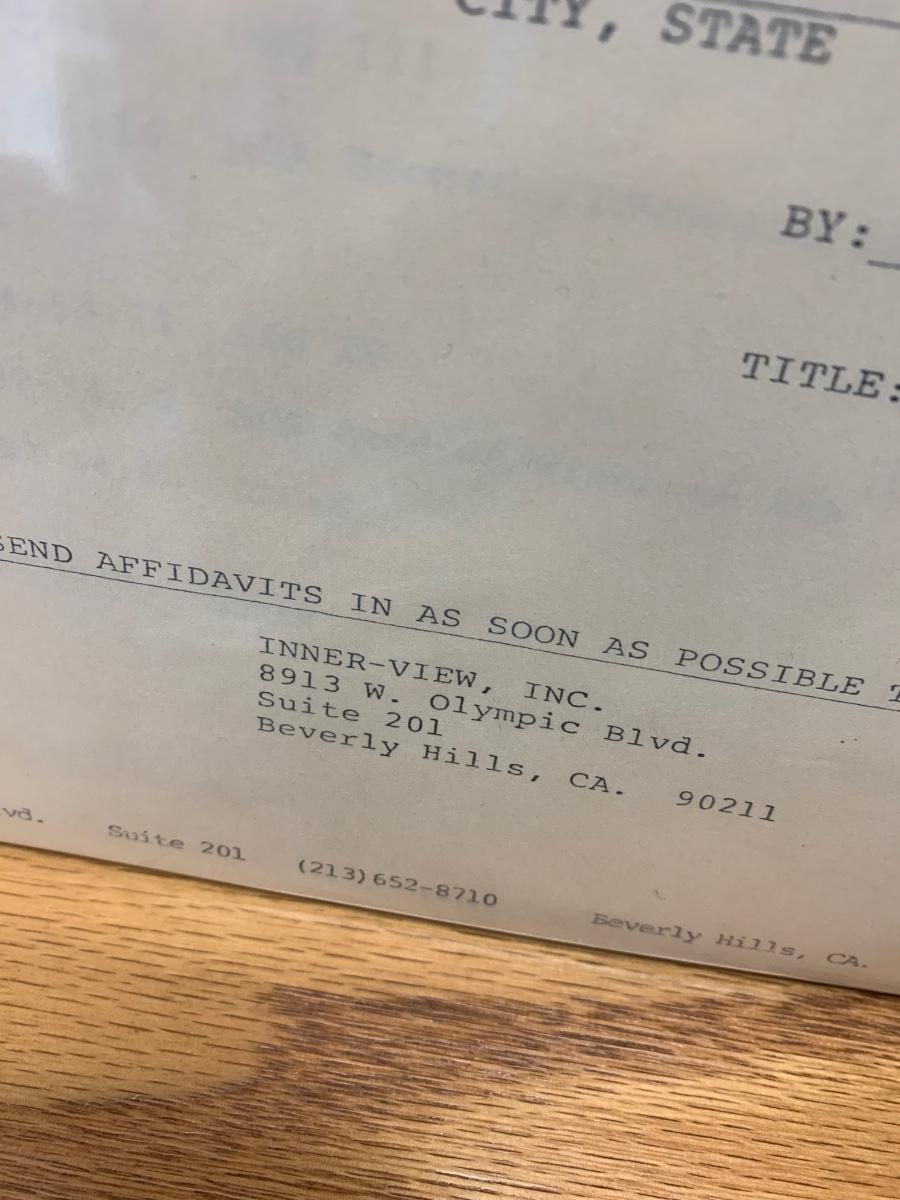 CITY, STATE
BY:
TITLE:
SEND AFFIDAVITS IN AS SOON AS POSSIBLE
INNER-VIEW, INC.
8913 W. Olympic Blvd.
Suite 201
Beverly Hills, CA. 90211
vd. Suite 201 (213)652-8710 Beverly Hills, CA.